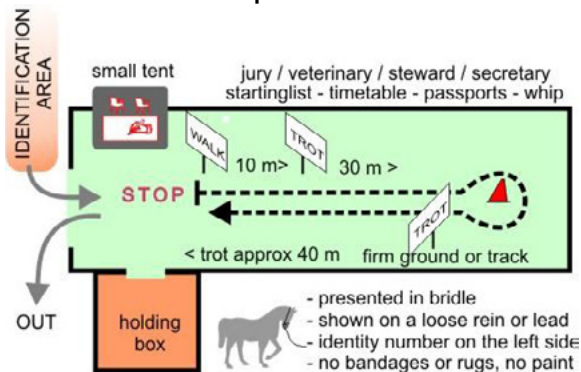 IDENTIFICATION
AREA
small tent
jury / veterinary / steward / secretary
startinglist - timetable - passports - whip
WALK
TROT
10 m>
30 m >
STOP
TROT
< trot approx 40 m
firm ground or track
OUT
holding
box
- presented in bridle
- shown on a loose rein or lead
- identity number on the left side
- no bandages or rugs, no paint